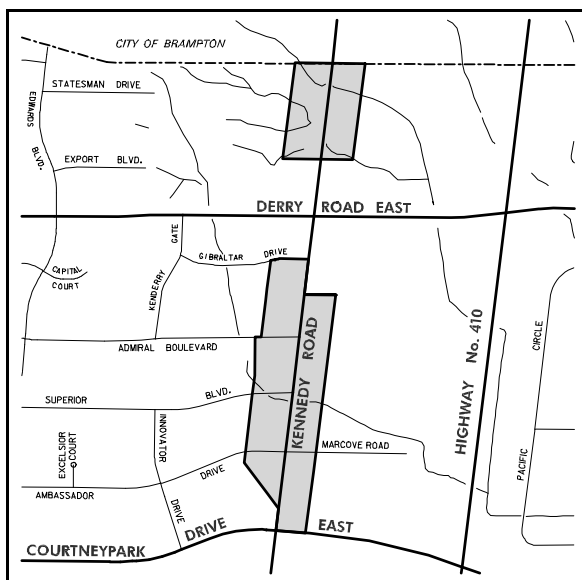 CITY OF BRAMPTON
STATESMAN DRIVE
EDWARDS BLVD.
EXPORT BLVD.
DERRY ROAD EAST
GATE
GIBRALTAR DRIVE
CAPITAL
COURT
KENDERRY
ADMIRAL BOULEVARD
KENNEDY ROAD
HIGHWAY No. 410
CIRCLE
SUPERIOR BLVD.
INNOVATOR
EXCELSIOR
COURT
MARCOVE ROAD
PACIFIC
AMBASSADOR DRIVE
DRIVE
COURTNEYPARK DRIVE EAST